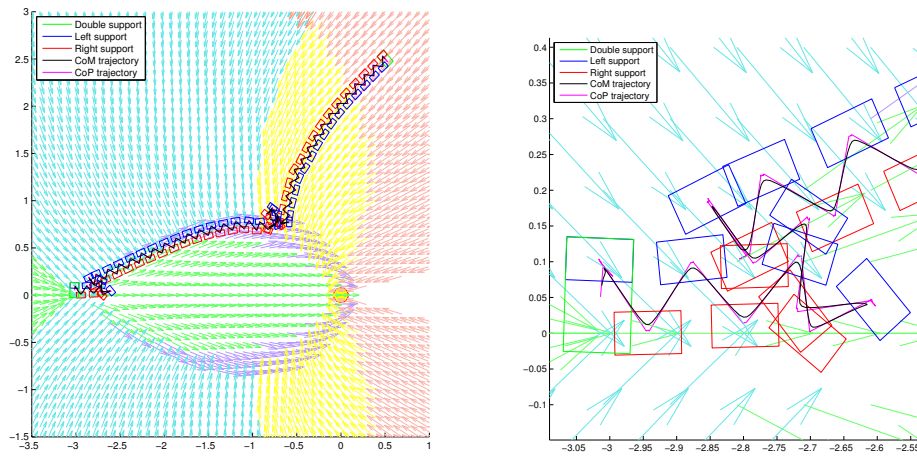 3
2.5
2
1.5
1
0.5
0
−0.5
−1
−1.5
−3.5 −3 −2.5 −2 −1.5 −1 −0.5 0 0.5 1
Double support
Left support
Right support
CoM trajectory
CoP trajectory
0.4
0.35
0.3
0.25
0.2
0.15
0.1
0.05
0
−0.05
−0.1
−3.05 −3 −2.95 −2.9 −2.85 −2.8 −2.75 −2.7 −2.65 −2.6 −2.55
Double support
Left support
Right support
CoM trajectory
CoP trajectory